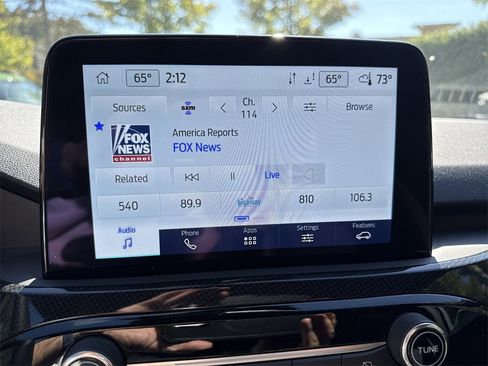 65° 2:12 65° 73°
Sources sxm Ch. 114 Browse
FOX NEWS channel
America Reports
FOX News
Related Live
540 89.9 highway 810 106.3
Audio Phone Apps Settings Features
TUNE